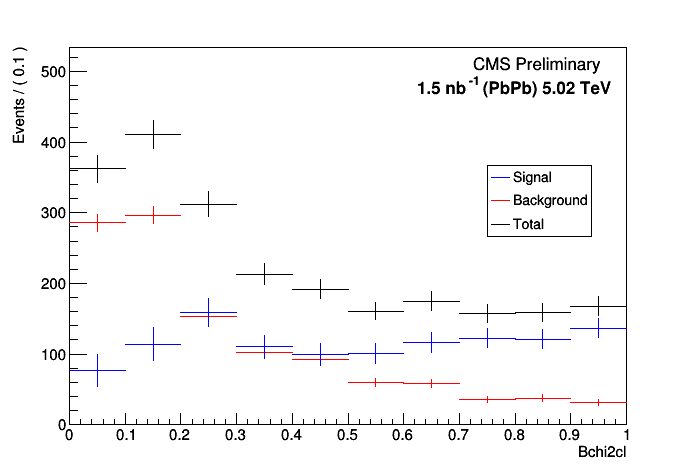 CMS Preliminary
1.5 nb-1 (PbPb) 5.02 TeV
Events / ( 0.1 )
500
400
300
200
100
0
Signal
Background
Total
0 0.1 0.2 0.3 0.4 0.5 0.6 0.7 0.8 0.9 1
Bchi2cl